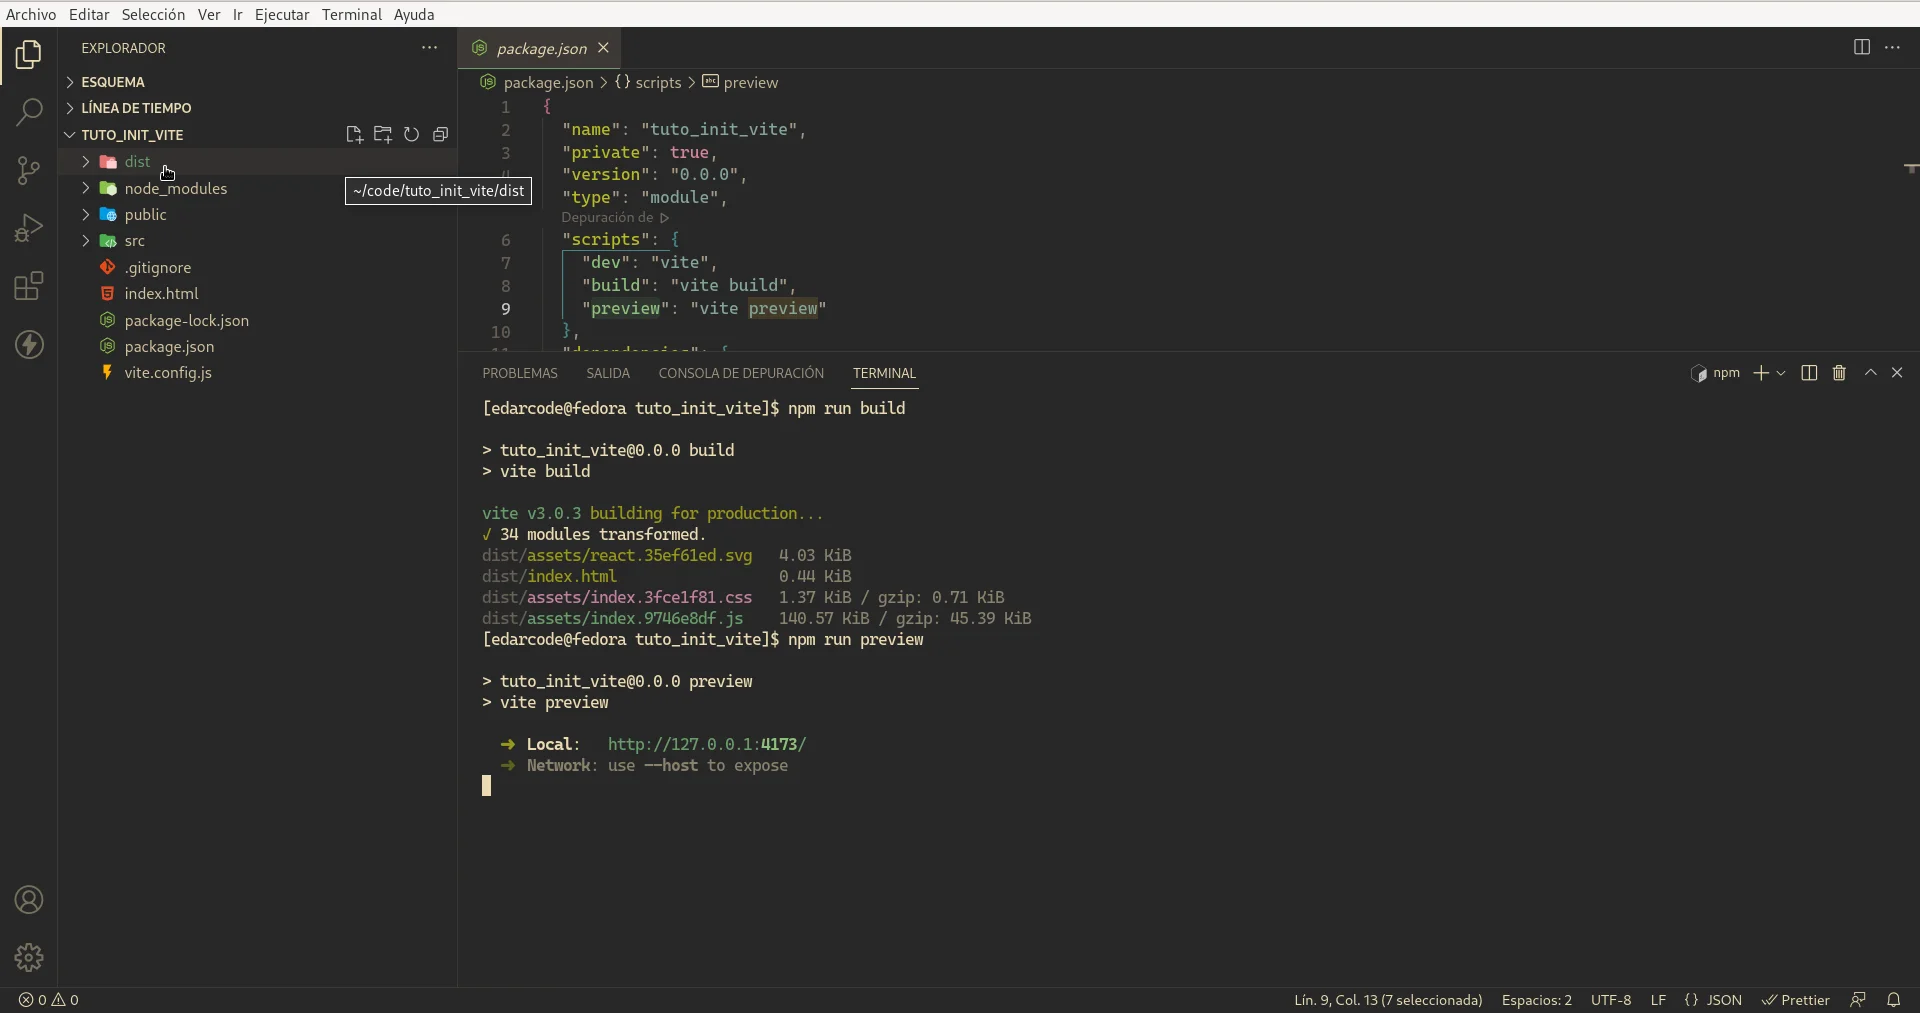 Archivo Editar Selección Ver Ir Ejecutar Terminal Ayuda
EXPLORADOR
ESQUEMA
LÍNEA DE TIEMPO
TUTO_INIT_VITE
dist
~/code/tuto_init_vite/dist
node_modules
public
src
.gitignore
index.html
package-lock.json
package.json
vite.config.js
package.json
package.json > {} scripts > abc preview
1 {
2 "name": "tuto_init_vite",
3 "private": true,
4 "version": "0.0.0",
"type": "module",
Depuración de
6 "scripts": {
7 "dev": "vite",
8 "build": "vite build",
9 "preview": "vite preview"
10 },
11 "dependencies": {
PROBLEMAS SALIDA CONSOLA DE DEPURACIÓN TERMINAL
npm
[edarcode@fedora tuto_init_vite]$ npm run build
> tuto_init_vite@0.0.0 build
> vite build
vite v3.0.3 building for production...
✓ 34 modules transformed.
dist/assets/react.35ef61ed.svg 4.03 KiB
dist/index.html 0.44 KiB
dist/assets/index.3fce1f81.css 1.37 KiB / gzip: 0.71 KiB
dist/assets/index.9746e8df.js 140.57 KiB / gzip: 45.39 KiB
[edarcode@fedora tuto_init_vite]$ npm run preview
> tuto_init_vite@0.0.0 preview
> vite preview
➜ Local: http://127.0.0.1:4173/
➜ Network: use --host to expose
0 0
Lín. 9, Col. 13 (7 seleccionada) Espacios: 2 UTF-8 LF {} JSON Prettier